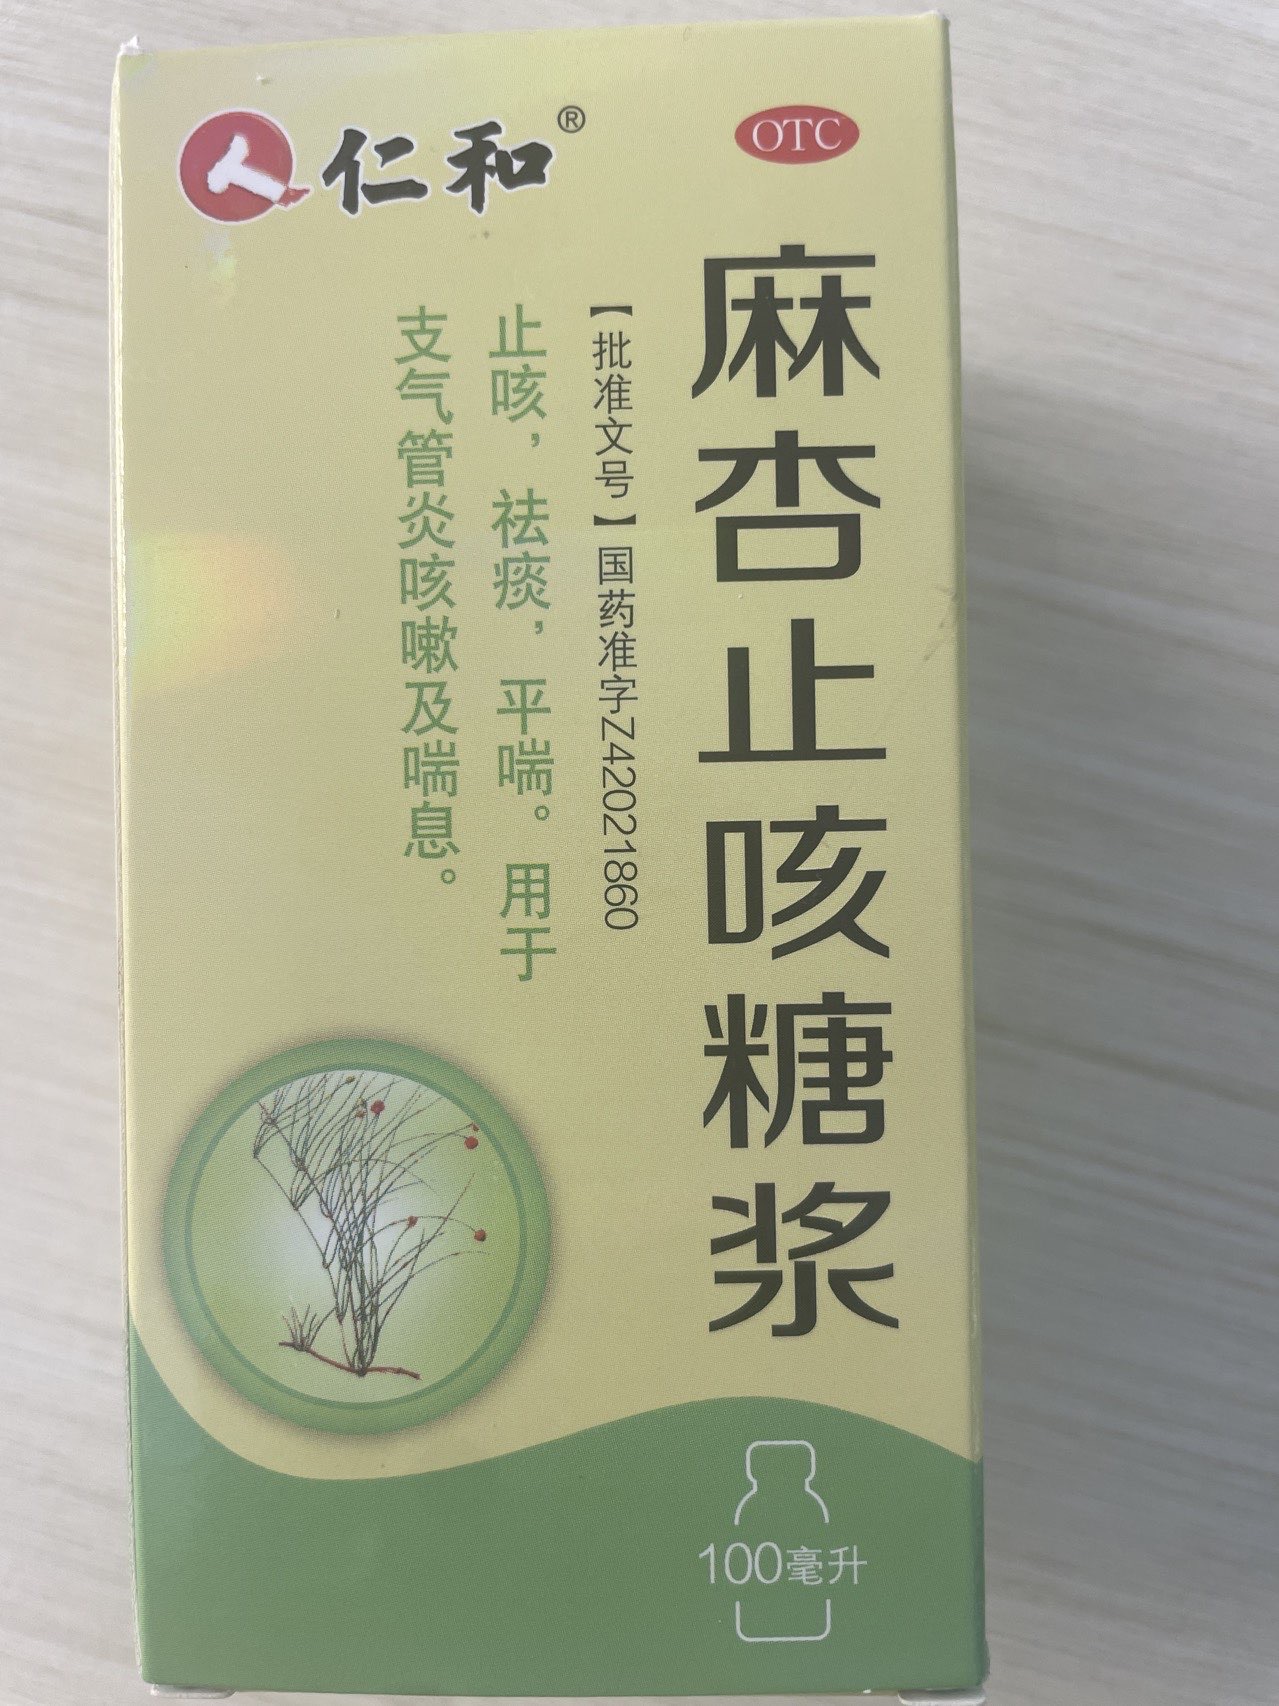 仁和®
OTC
麻杏止咳糖浆
【批准文号】国药准字Z42021860
止咳，祛痰，平喘。用于
支气管炎咳嗽及喘息。
100毫升